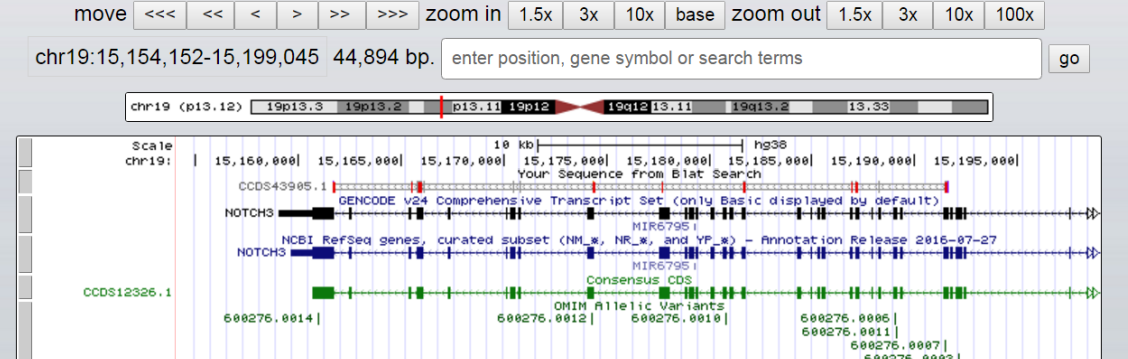 move <<< << < > >> >>> zoom in 1.5x 3x 10x base zoom out 1.5x 3x 10x 100x
chr19:15,154,152-15,199,045 44,894 bp. enter position, gene symbol or search terms go
chr19 (p13.12) 19p13.3 19p13.2 p13.11 19p12 19q12 13.11 19q13.2 13.33
Scale 10 kb hg38
chr19: 15,160,000| 15,165,000| 15,170,000| 15,175,000| 15,180,000| 15,185,000| 15,190,000| 15,195,000|
Your Sequence from Blat Search
CCDS43905.1
GENCODE v24 Comprehensive Transcript Set (only Basic displayed by default)
NOTCH3
MIR6795
NCBI RefSeq genes, curated subset (NM_*, NR_*, and YP_*) - Annotation Release 2016-07-27
NOTCH3
MIR6795
Consensus CDS
CCDS12326.1
OMIM Allelic Variants
600276.0014| 600276.0012| 600276.0010| 600276.0006|
600276.0011|
600276.0007|